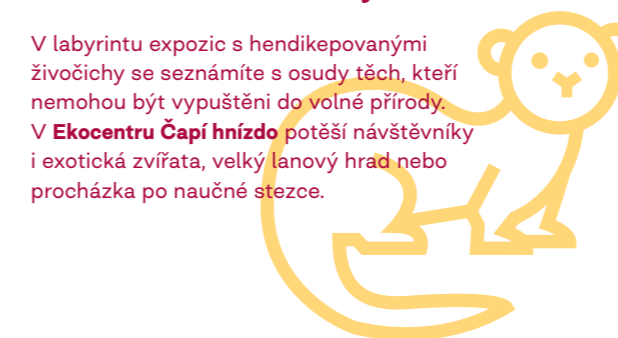 V labyrintu expozic s hendikepovanými
živočichy se seznámíte s osudy těch, kteří
nemohou být vypuštěni do volné přírody.
V Ekocentru Čapí hnízdo potěší návštěvníky
i exotická zvířata, velký lanový hrad nebo
procházka po naučné stezce.